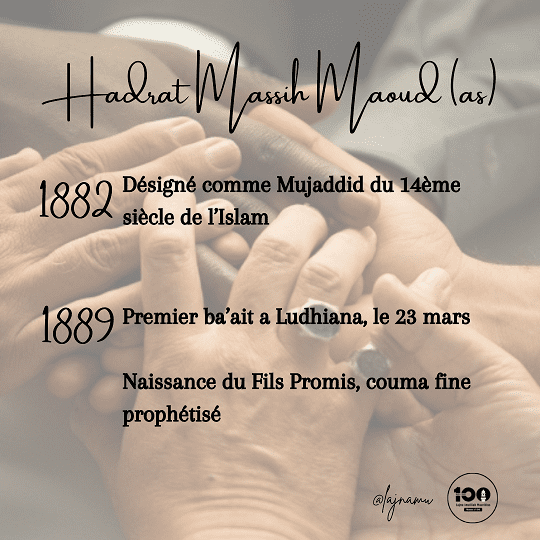 Hadrat Massih Maoud (as)
1882 Désigné comme Mujaddid du 14ème
siècle de l'Islam
1889 Premier ba'ait a Ludhiana, le 23 mars
Naissance du Fils Promis, couma fine
prophétisé
@lajnamu
100